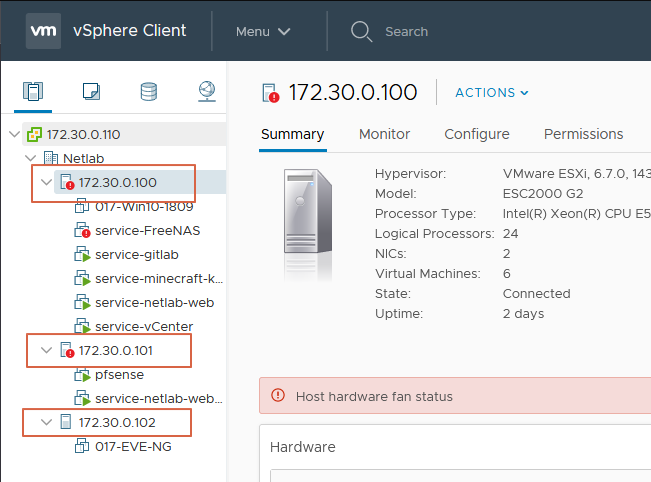 vm vSphere Client Menu Search
172.30.0.110
Netlab
172.30.0.100
017-Win10-1809
service-FreeNAS
service-gitlab
service-minecraft-k...
service-netlab-web
service-vCenter
172.30.0.101
pfsense
service-netlab-web...
172.30.0.102
017-EVE-NG
172.30.0.100 ACTIONS
Summary Monitor Configure Permissions
Hypervisor: VMware ESXi, 6.7.0, 143
Model: ESC2000 G2
Processor Type: Intel(R) Xeon(R) CPU E5
Logical Processors: 24
NICs: 2
Virtual Machines: 6
State: Connected
Uptime: 2 days
Host hardware fan status
Hardware